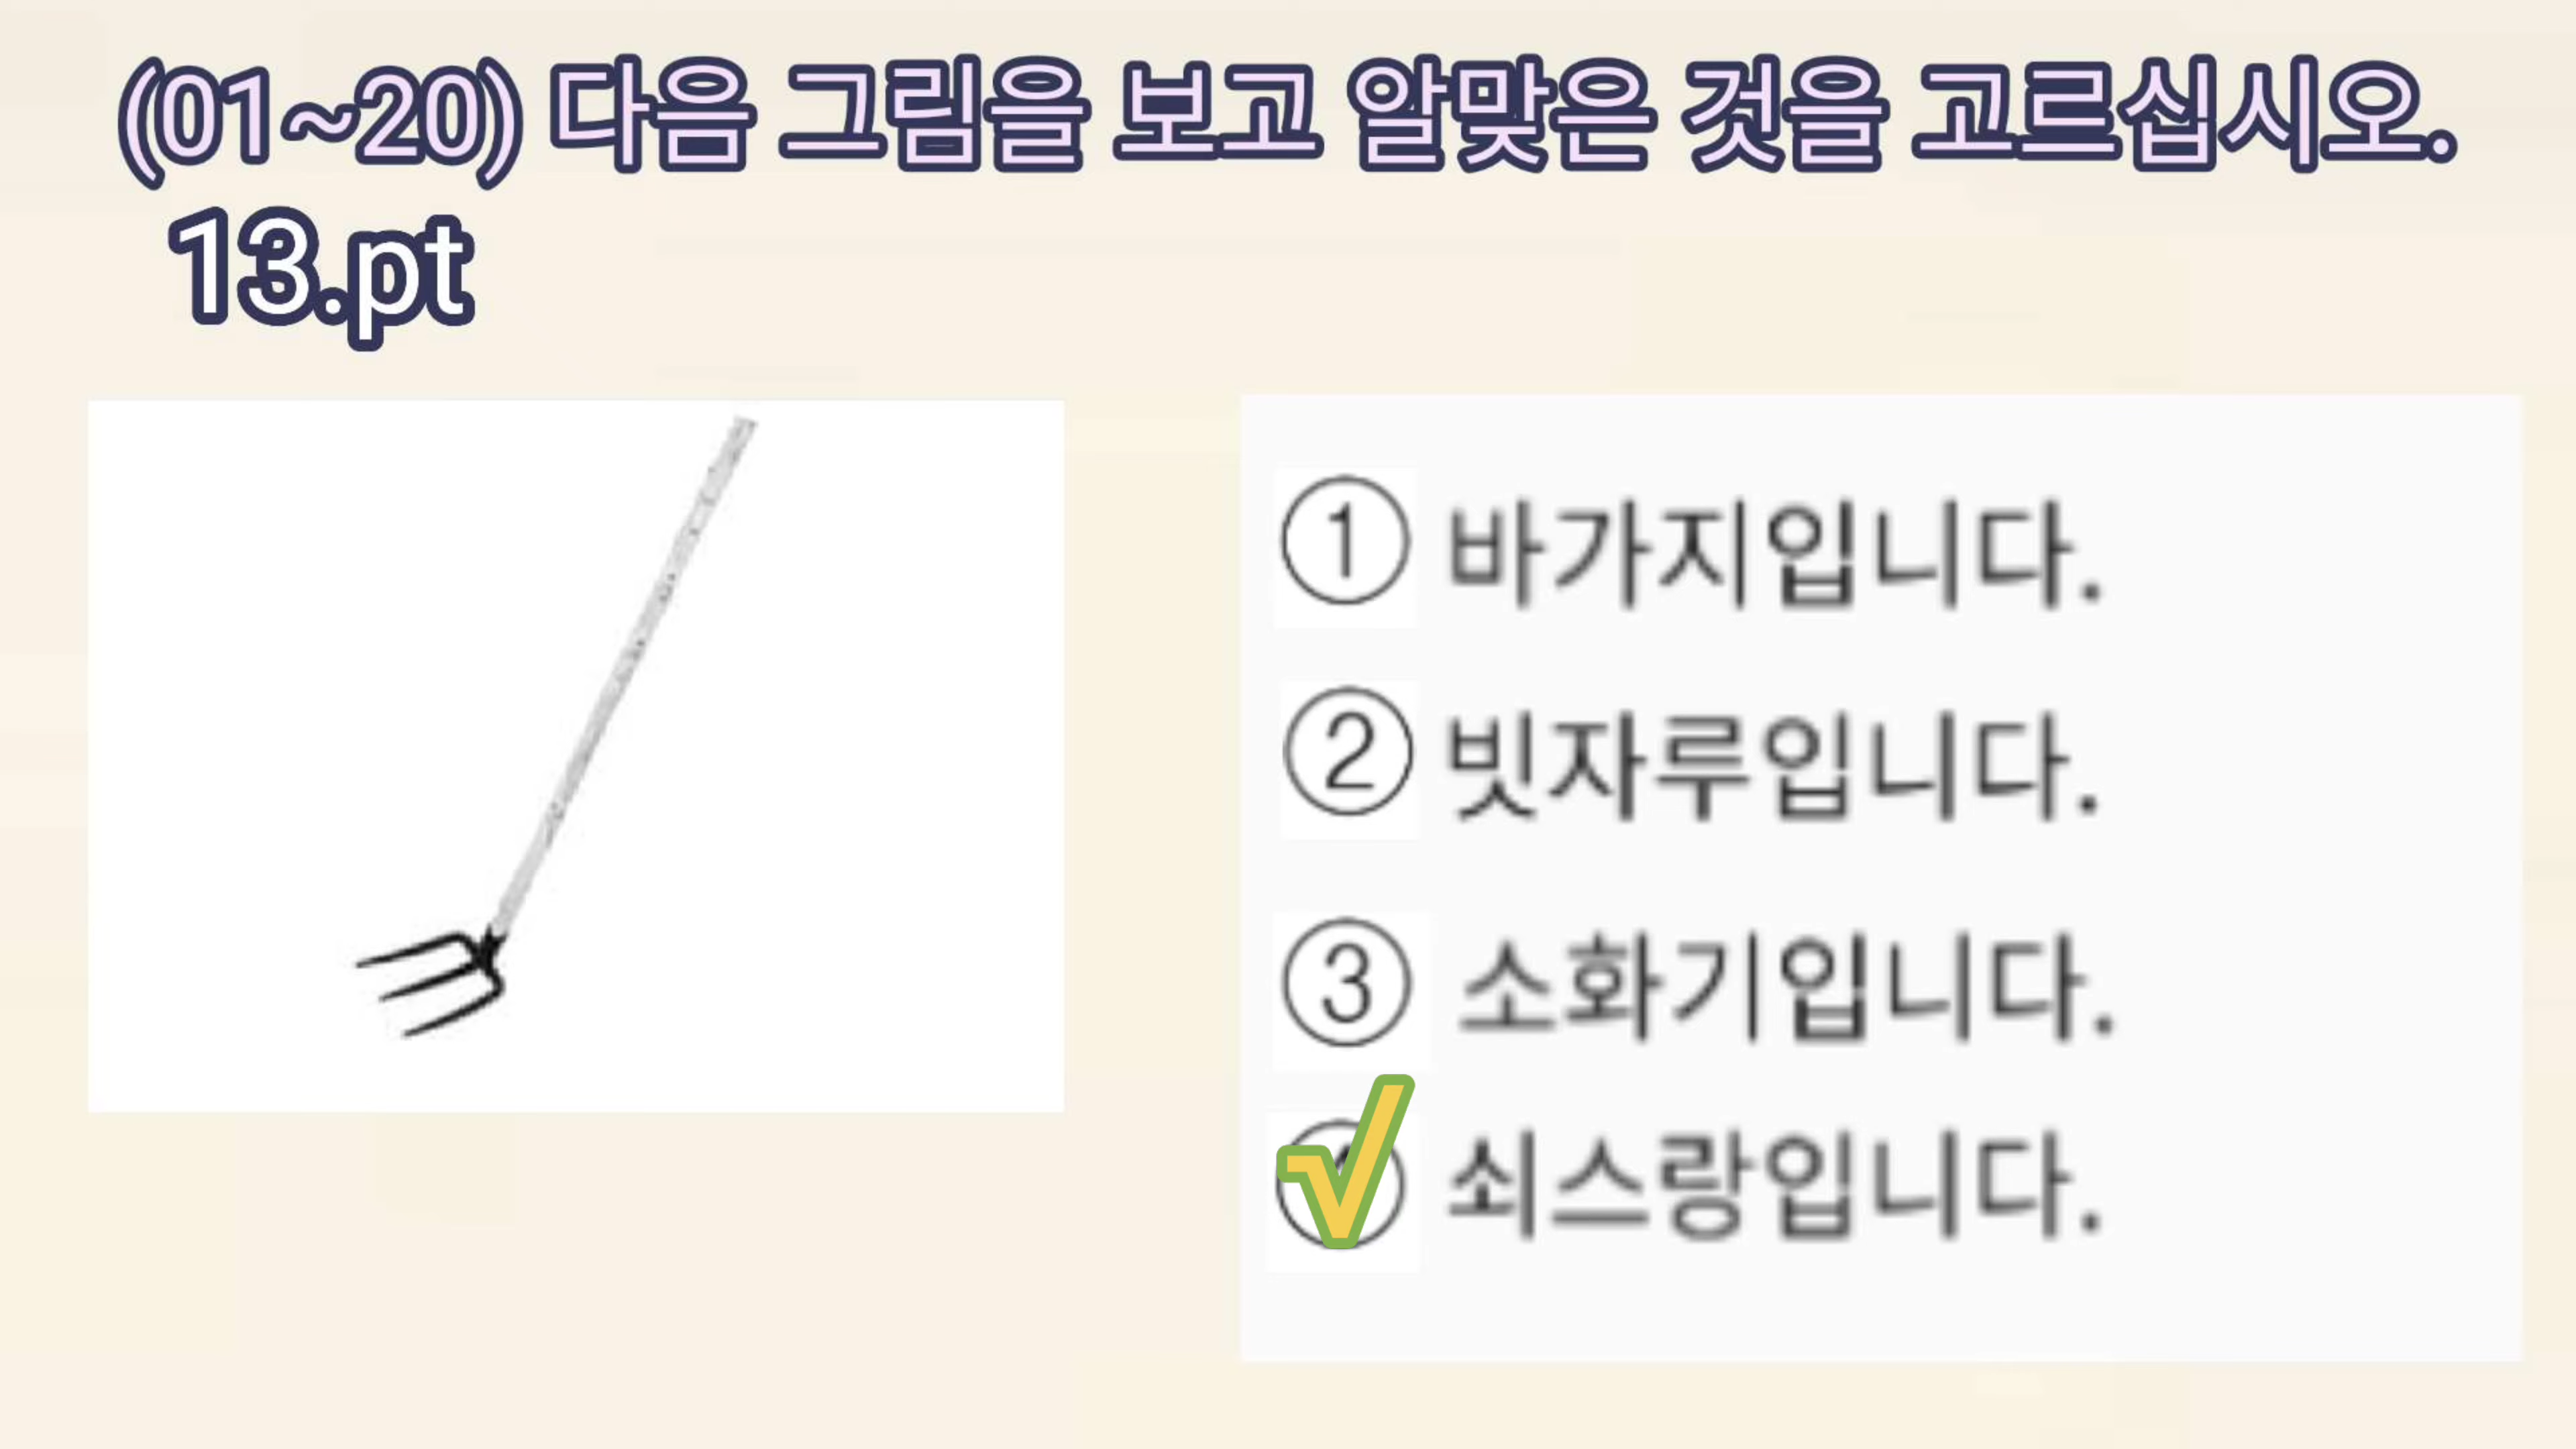 (01~20) 다음 그림을 보고 알맞은 것을 고르십시오.
13.pt
① 바가지입니다.
② 빗자루입니다.
③ 소화기입니다.
쇠스랑입니다.